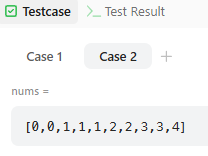 Testcase >_ Test Result
Case 1 Case 2 +
nums =
[0,0,1,1,1,2,2,3,3,4]